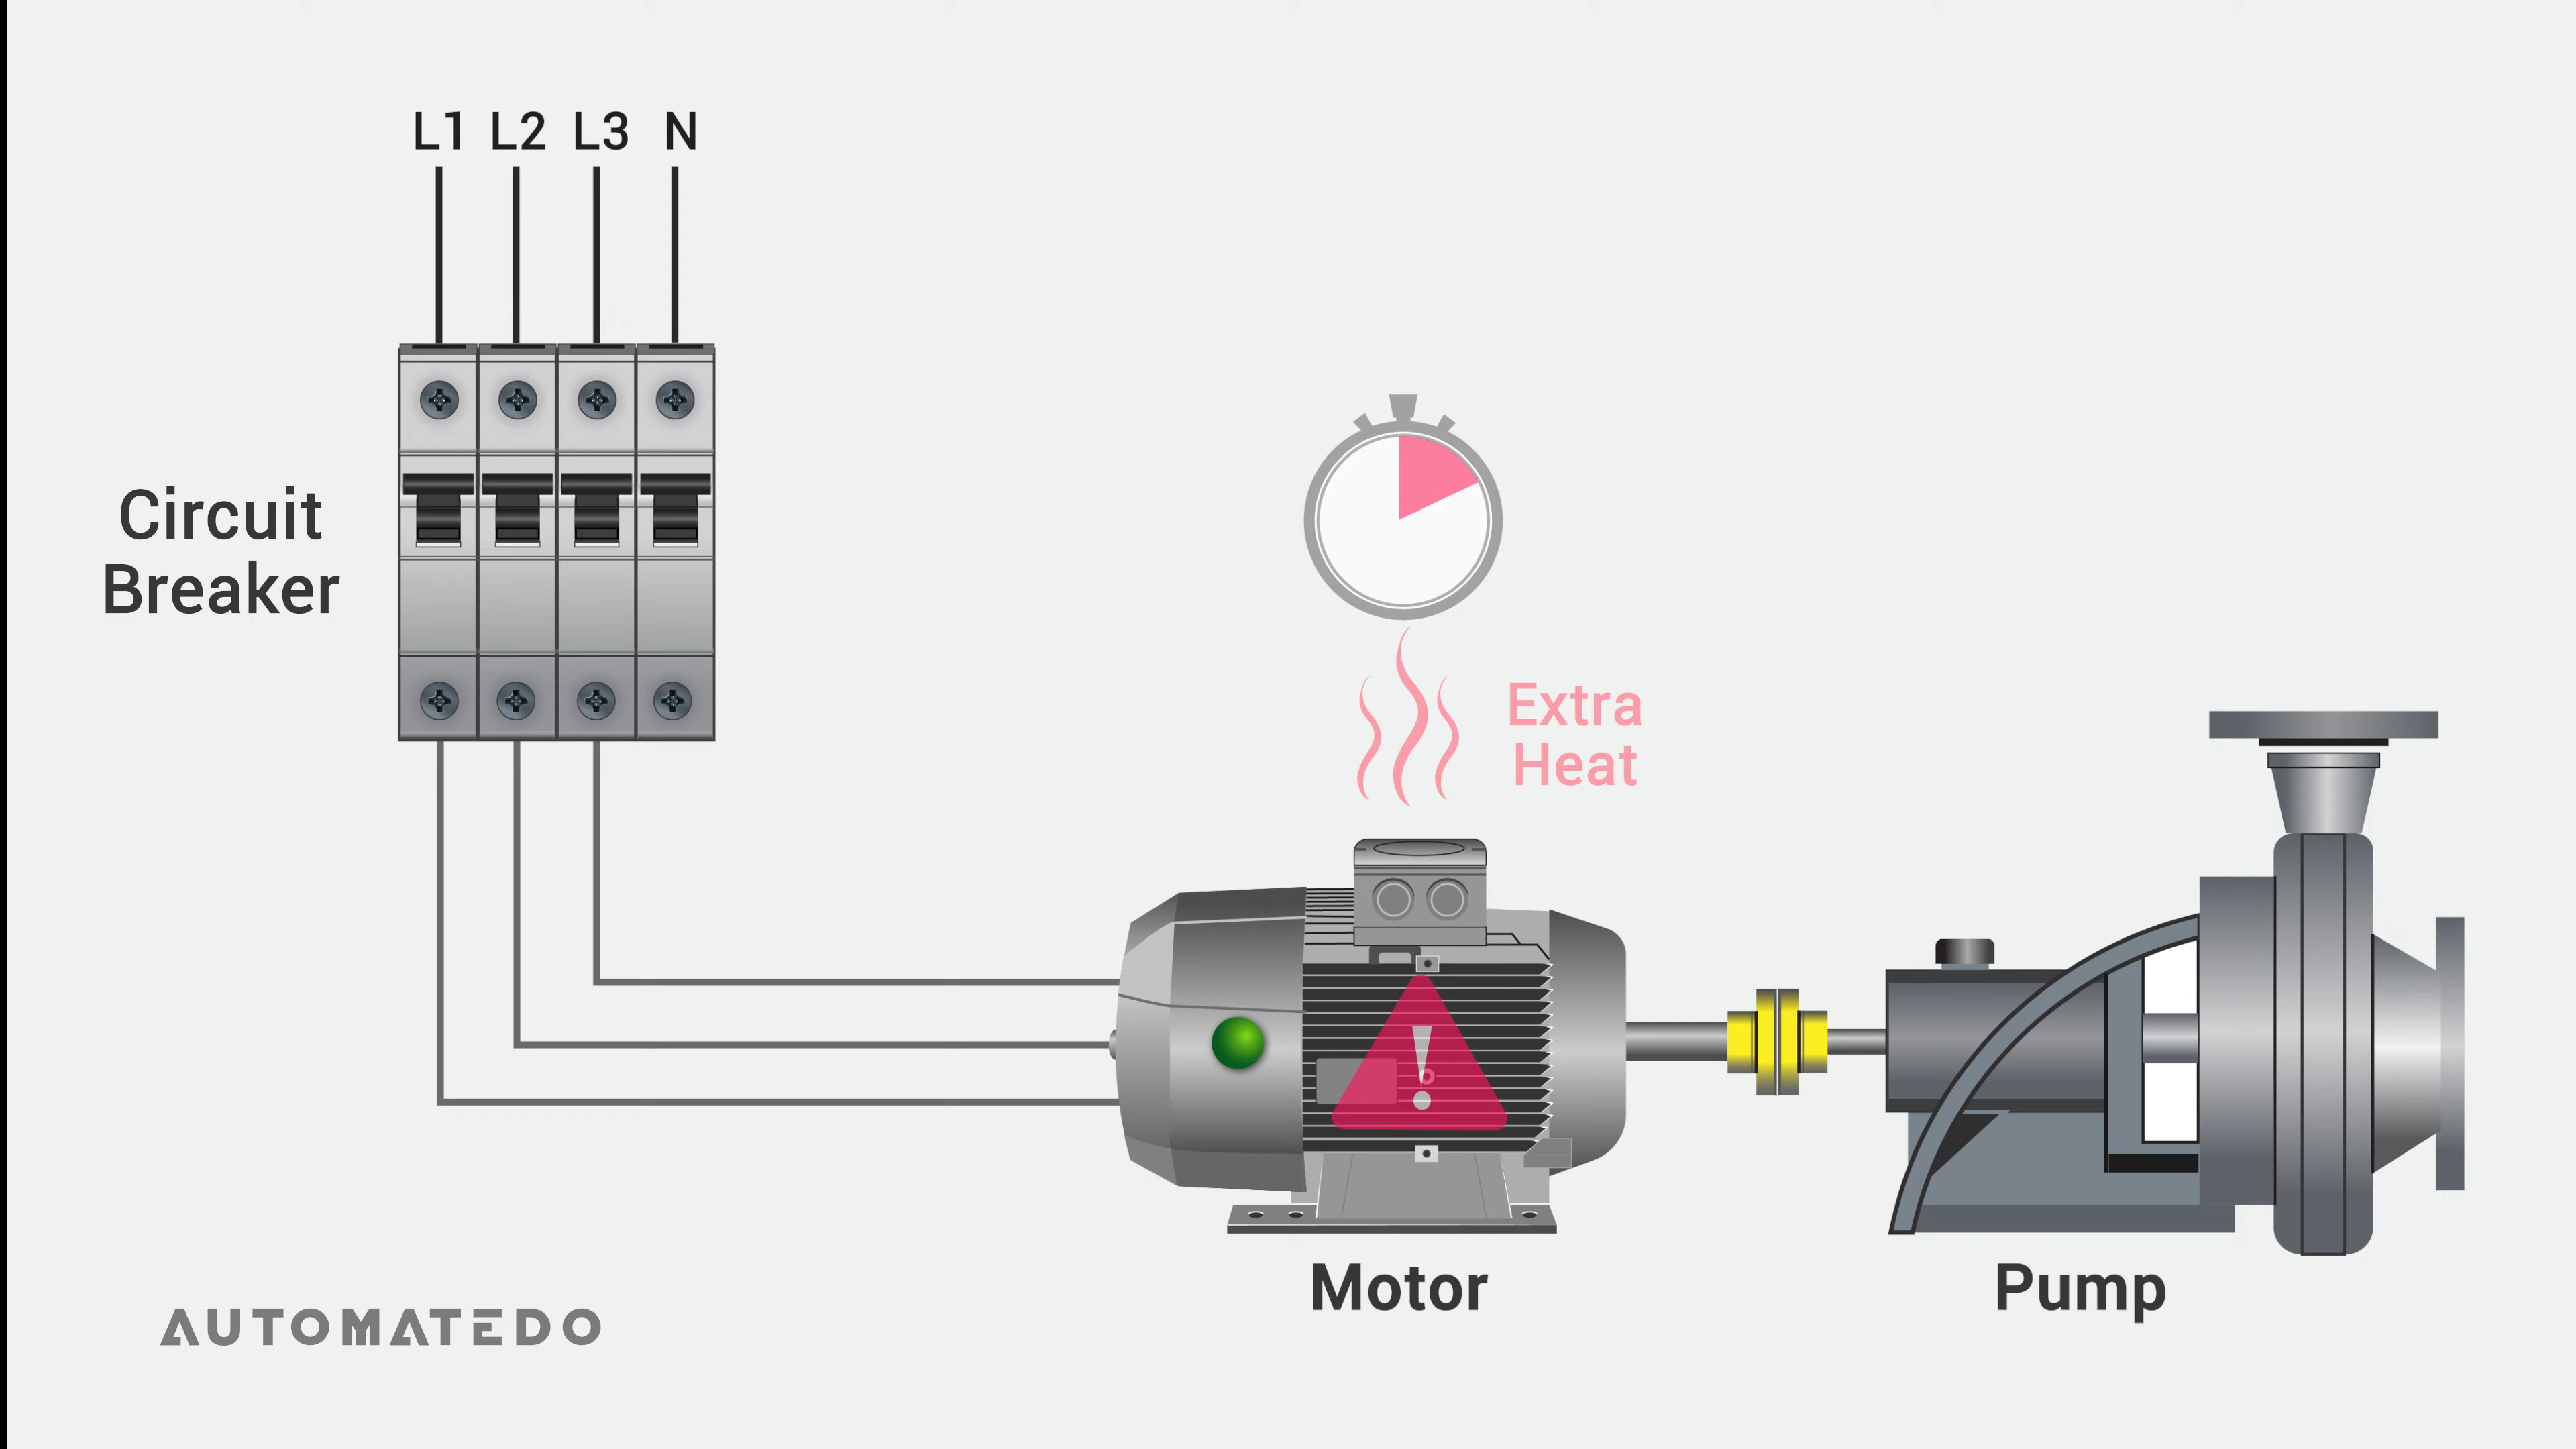 L1 L2 L3 N
Circuit
Breaker
Extra
Heat
Motor
Pump
AUTOMATEDO